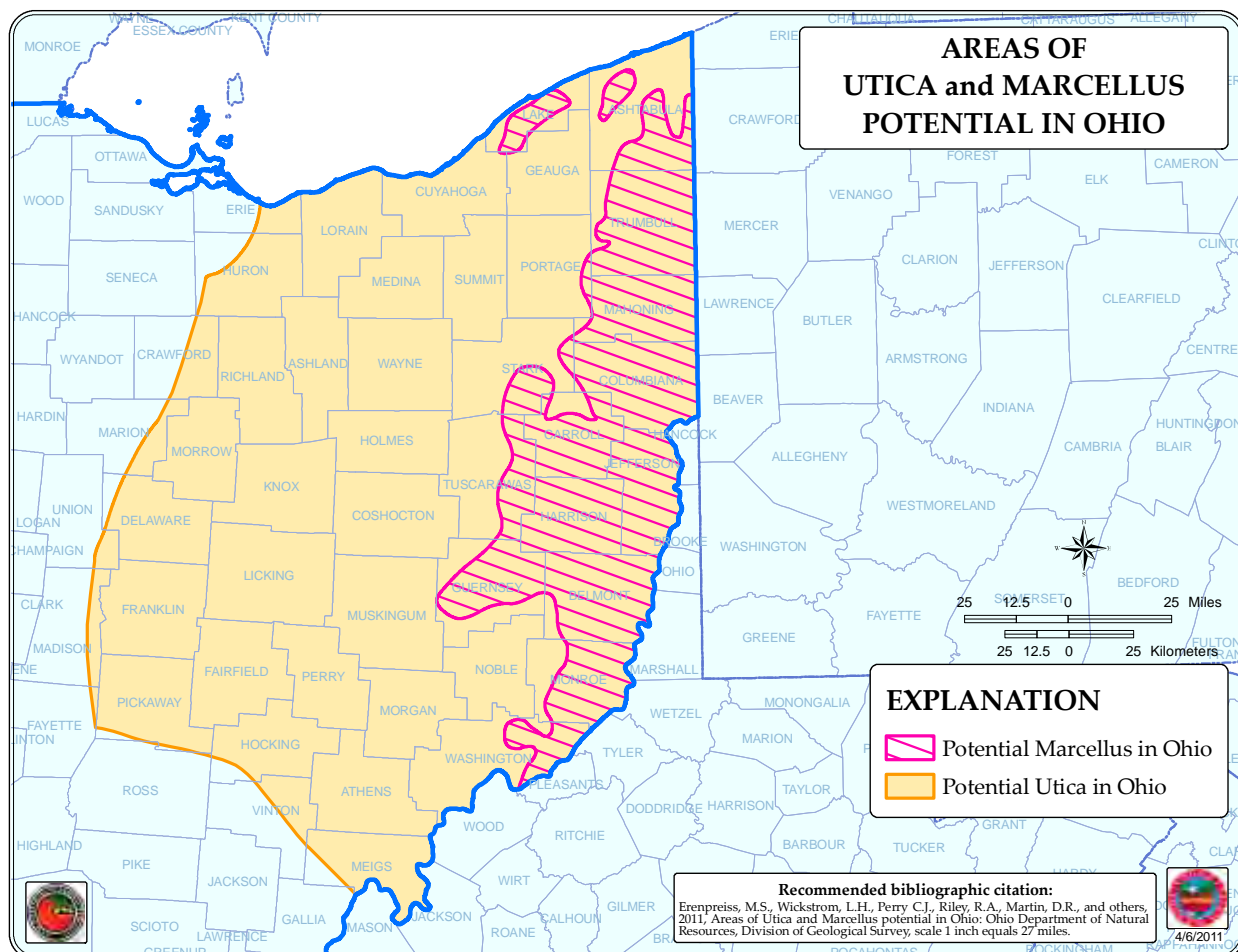 AREAS OF
UTICA and MARCELLUS
POTENTIAL IN OHIO
WAYNE
KENT COUNTY
ESSEX COUNTY
MONROE
CHAUTAUQUA
CATTARAUGUS
ALLEGANY
ERIE
LUCAS
LAKE
ASHTABULA
CRAWFORD
OTTAWA
FOREST
CAMERON
GEAUGA
ELK
WOOD
SANDUSKY
ERIE
CUYAHOGA
VENANGO
LORAIN
TRUMBULL
MERCER
SENECA
HURON
MEDINA
SUMMIT
PORTAGE
CLARION
JEFFERSON
CLEARFIELD
HANCOCK
MAHONING
LAWRENCE
BUTLER
WYANDOT
CRAWFORD
ASHLAND
WAYNE
STARK
ARMSTRONG
CENTRE
RICHLAND
COLUMBIANA
BEAVER
HARDIN
INDIANA
MARION
HOLMES
CARROLL
HANCOCK
HUNTINGDON
MORROW
CAMBRIA
BLAIR
JEFFERSON
ALLEGHENY
KNOX
TUSCARAWAS
UNION
DELAWARE
COSHOCTON
HARRISON
WESTMORELAND
LOGAN
CHAMPAIGN
BROOKE
WASHINGTON
LICKING
OHIO
BEDFORD
GUERNSEY
BELMONT
SOMERSET
CLARK
FRANKLIN
MUSKINGUM
FAYETTE
MADISON
GREENE
FAIRFIELD
PERRY
NOBLE
MARSHALL
MONROE
PICKAWAY
MORGAN
WETZEL
MONONGALIA
FAYETTE
HOCKING
WASHINGTON
TYLER
MARION
ROSS
ATHENS
PLEASANTS
TAYLOR
VINTON
DODDRIDGE
HARRISON
WOOD
RITCHIE
GRANT
HIGHLAND
BARBOUR
TUCKER
PIKE
MEIGS
JACKSON
WIRT
GILMER
GALLIA
MASON
JACKSON
CALHOUN
SCIOTO
LAWRENCE
ROANE
N
W E
S
25 12.5 0 25 Miles
25 12.5 0 25 Kilometers
EXPLANATION
Potential Marcellus in Ohio
Potential Utica in Ohio
Recommended bibliographic citation:
Erenpreiss, M.S., Wickstrom, L.H., Perry C.J., Riley, R.A., Martin, D.R., and others,
2011, Areas of Utica and Marcellus potential in Ohio: Ohio Department of Natural
Resources, Division of Geological Survey, scale 1 inch equals 27 miles.
4/6/2011